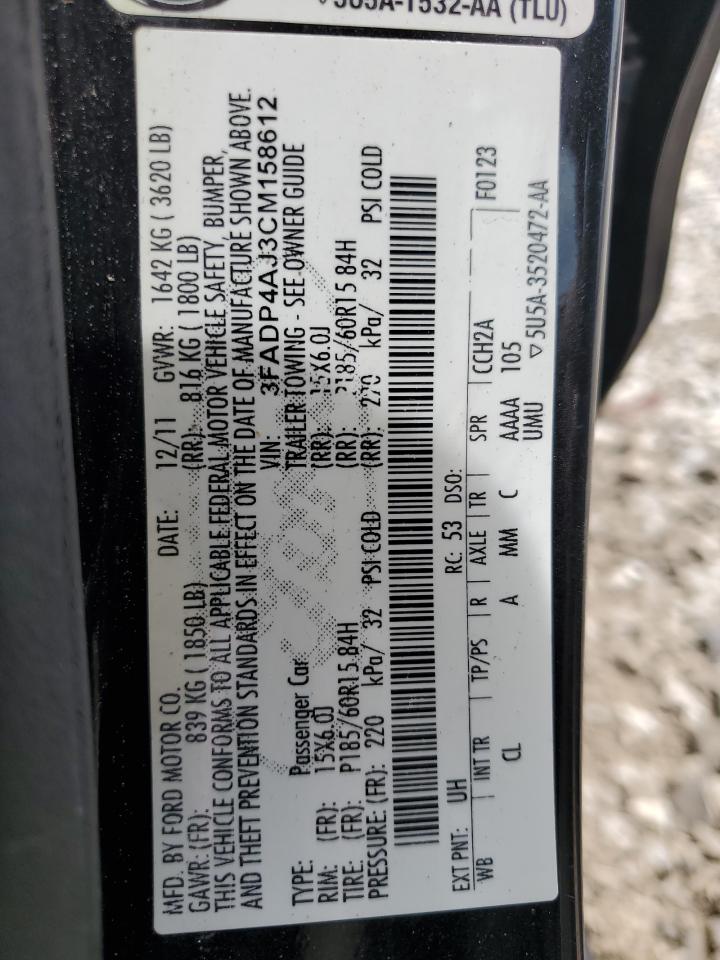 ▽5U5A-1532-AA (TLU)
MFD. BY FORD MOTOR CO. DATE: 12/11 GVWR: 1642 KG ( 3620 LB)
GAWR: (FR): 839 KG ( 1850 LB) (RR): 816 KG ( 1800 LB)
THIS VEHICLE CONFORMS TO ALL APPLICABLE FEDERAL MOTOR VEHICLE SAFETY, BUMPER,
AND THEFT PREVENTION STANDARDS IN EFFECT ON THE DATE OF MANUFACTURE SHOWN ABOVE.
VIN: 3FADP4AJ3CM158612
TYPE: Passenger Car TRAILER TOWING - SEE OWNER GUIDE
RIM: (FR): 15X6.0J (RR): 15X6.0J
TIRE: (FR): P185/60R15 84H (RR): P185/60R15 84H
PRESSURE: (FR): 220 kPa/ 32 PSI COLD (RR): 220 kPa/ 32 PSI COLD
EXT PNT: UH RC: 53 DSO:
WB INT TR TP/PS R AXLE TR SPR CCH2A F0123
CL A MM C AAAA 105
UMU ▽5U5A-3520472-AA